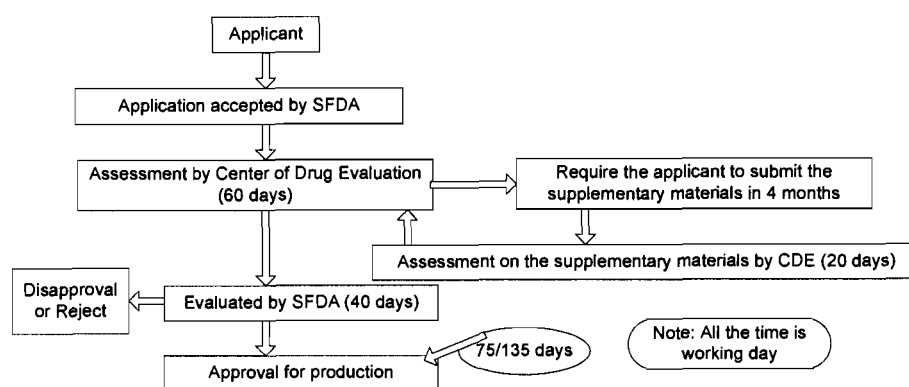 Applicant
Application accepted by SFDA
Assessment by Center of Drug Evaluation
(60 days)
Require the applicant to submit the
supplementary materials in 4 months
Assessment on the supplementary materials by CDE (20 days)
Disapproval
or Reject
Evaluated by SFDA (40 days)
75/135 days
Note: All the time is
working day
Approval for production